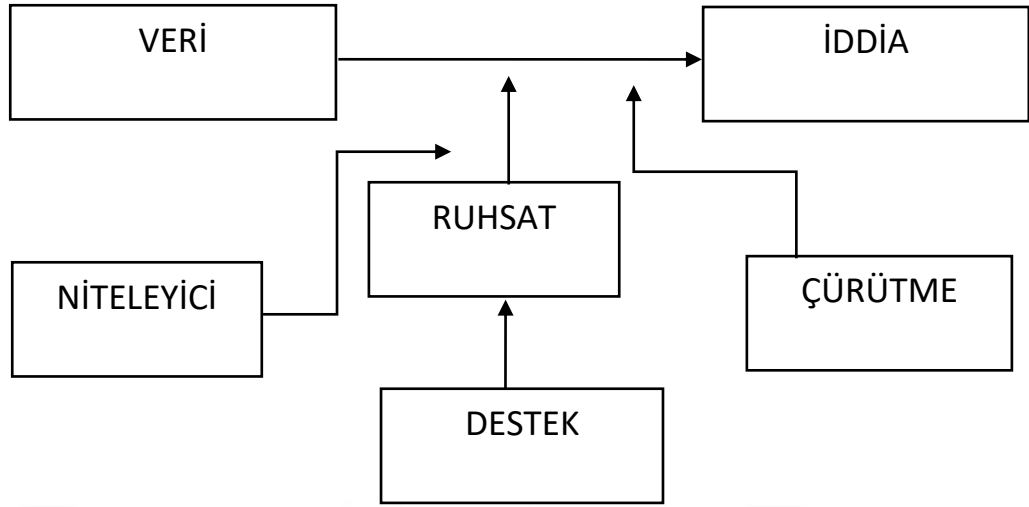 VERİ
İDDİA
RUHSAT
NİTELEYİCİ
ÇÜRÜTME
DESTEK